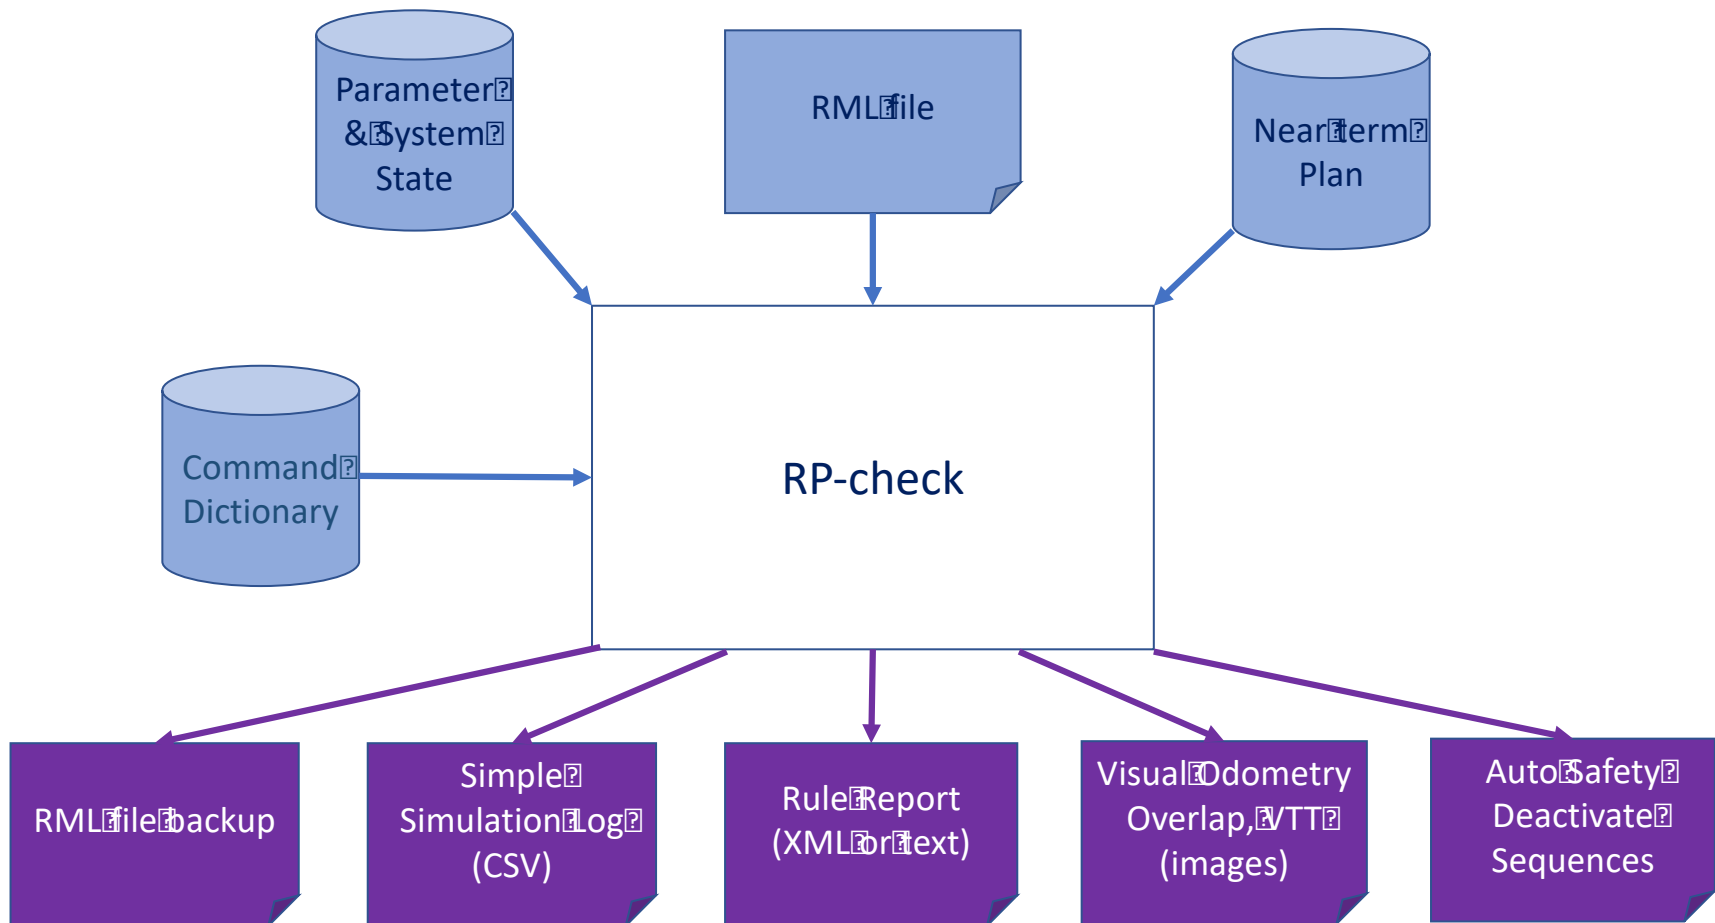 Parameter
& System
State
RML file
Near term
Plan
Command
Dictionary
RP-check
RML file backup
Simple
Simulation Log
(CSV)
Rule Report
(XML or text)
Visual Odometry
Overlap, VTT
(images)
Auto Safety
Deactivate
Sequences